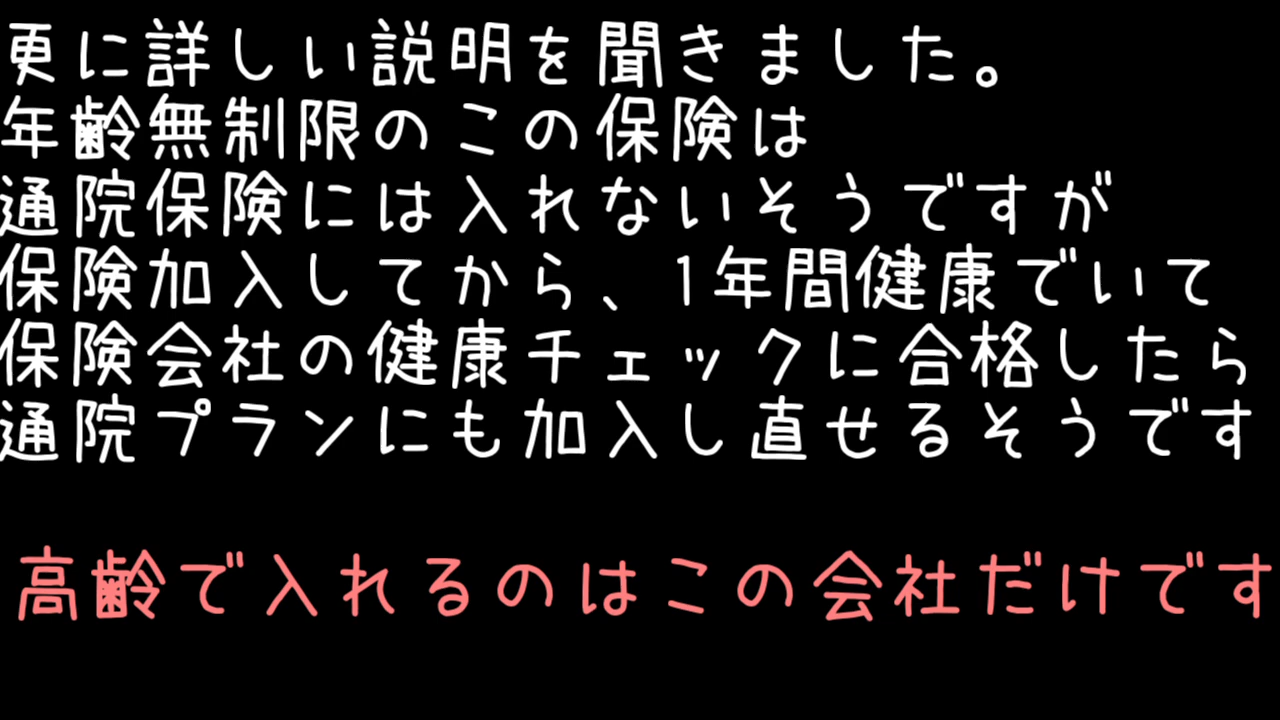 更に詳しい説明を聞きました。
年齢無制限のこの保険は
通院保険には入れないそうですが
保険加入してから、1年間健康でいて
保険会社の健康チェックに合格したら
通院プランにも加入し直せるそうです
高齢で入れるのはこの会社だけです